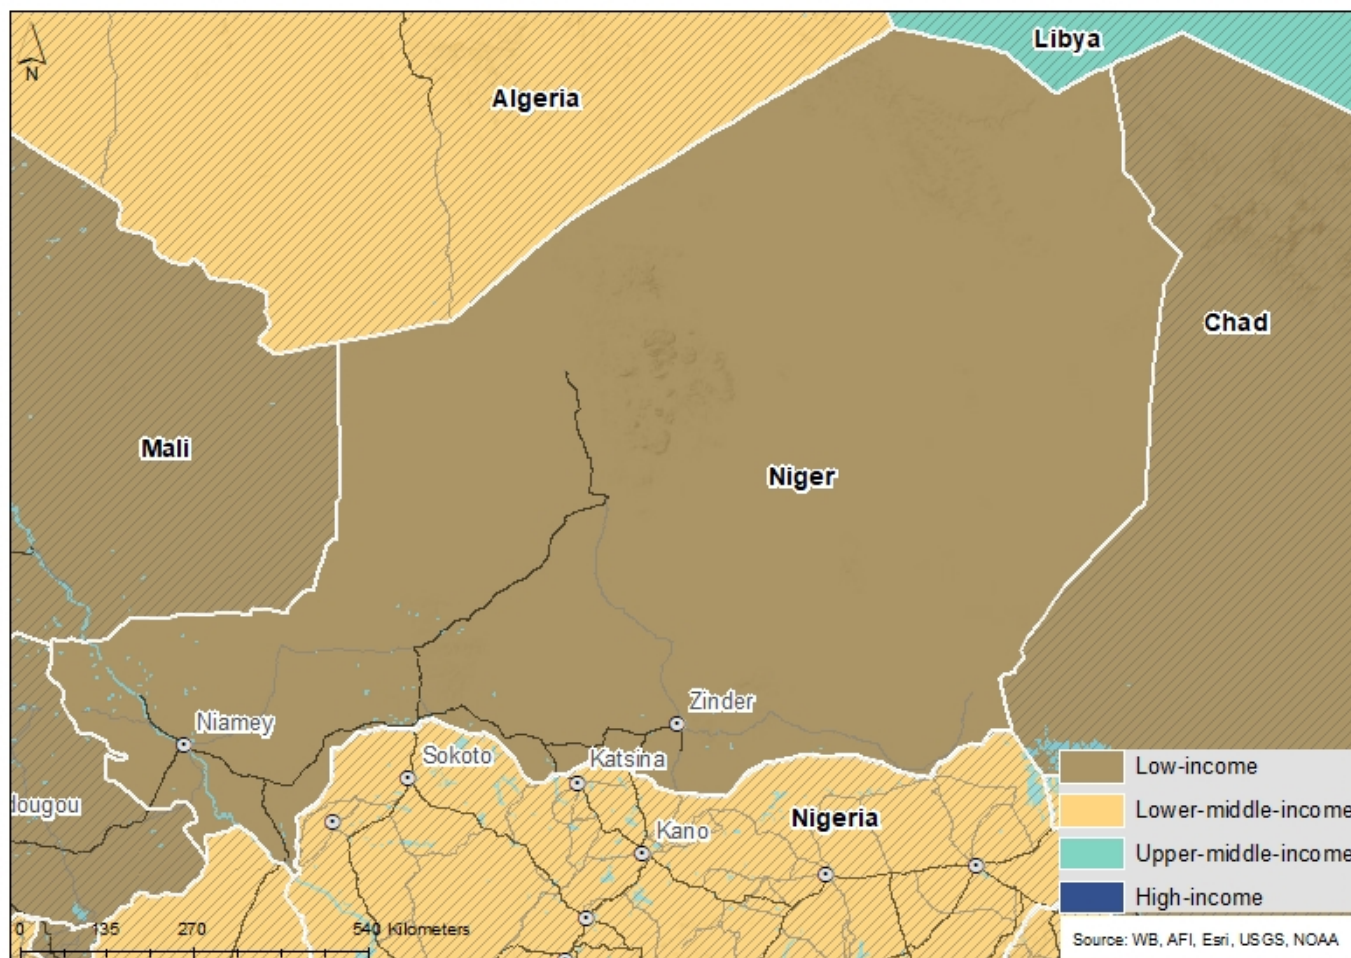 Libya
Algeria
N
Chad
Mali
Niger
Zinder
Niamey
Sokoto
Katsina
dougou
Nigeria
Kano
Low-income
Lower-middle-income
Upper-middle-income
High-income
0 135 270 540 Kilometers
Source: WB, AFI, Esri, USGS, NOAA